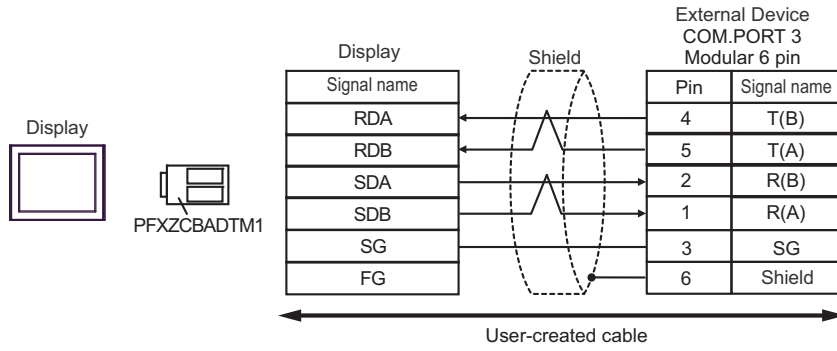 External Device
COM.PORT 3
Modular 6 pin
Display
Shield
Signal name
Pin
Signal name
RDA
4
T(B)
RDB
5
T(A)
SDA
2
R(B)
SDB
1
R(A)
SG
3
SG
FG
6
Shield
Display
PFXZCBADTM1
User-created cable